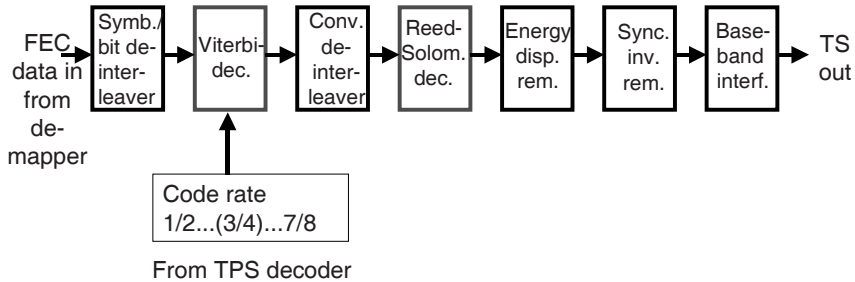 FEC
data in
from
de-
mapper
Symb./
bit de-
inter-
leaver
Viterbi-
dec.
Conv.
de-
inter-
leaver
Reed-
Solom.
dec.
Energy
disp.
rem.
Sync.
inv.
rem.
Base-
band
interf.
TS
out
Code rate
1/2...(3/4)...7/8
From TPS decoder